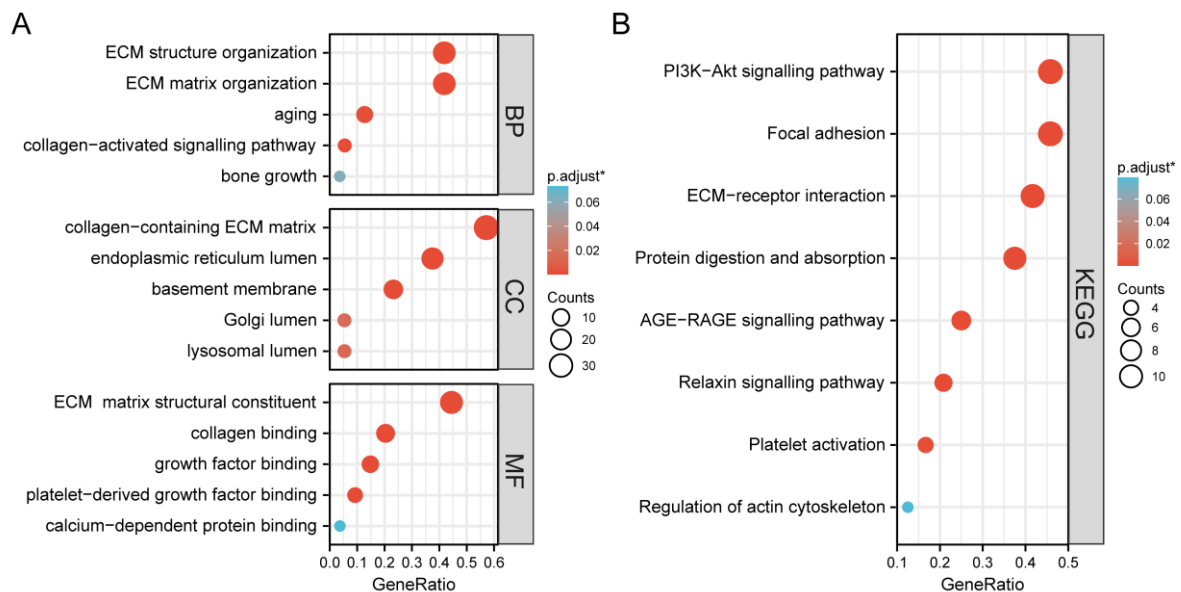 A
ECM structure organization
ECM matrix organization
aging
collagen−activated signalling pathway
bone growth
BP
collagen−containing ECM matrix
endoplasmic reticulum lumen
basement membrane
Golgi lumen
lysosomal lumen
CC
ECM  matrix structural constituent
collagen binding
growth factor binding
platelet−derived growth factor binding
calcium−dependent protein binding
MF
0.0 0.1 0.2 0.3 0.4 0.5 0.6
GeneRatio
p.adjust*
0.06
0.04
0.02
Counts
10
20
30
B
PI3K−Akt signalling pathway
Focal adhesion
ECM−receptor interaction
Protein digestion and absorption
AGE−RAGE signalling pathway
Relaxin signalling pathway
Platelet activation
Regulation of actin cytoskeleton
KEGG
0.1 0.2 0.3 0.4 0.5
GeneRatio
p.adjust*
0.06
0.04
0.02
Counts
4
6
8
10